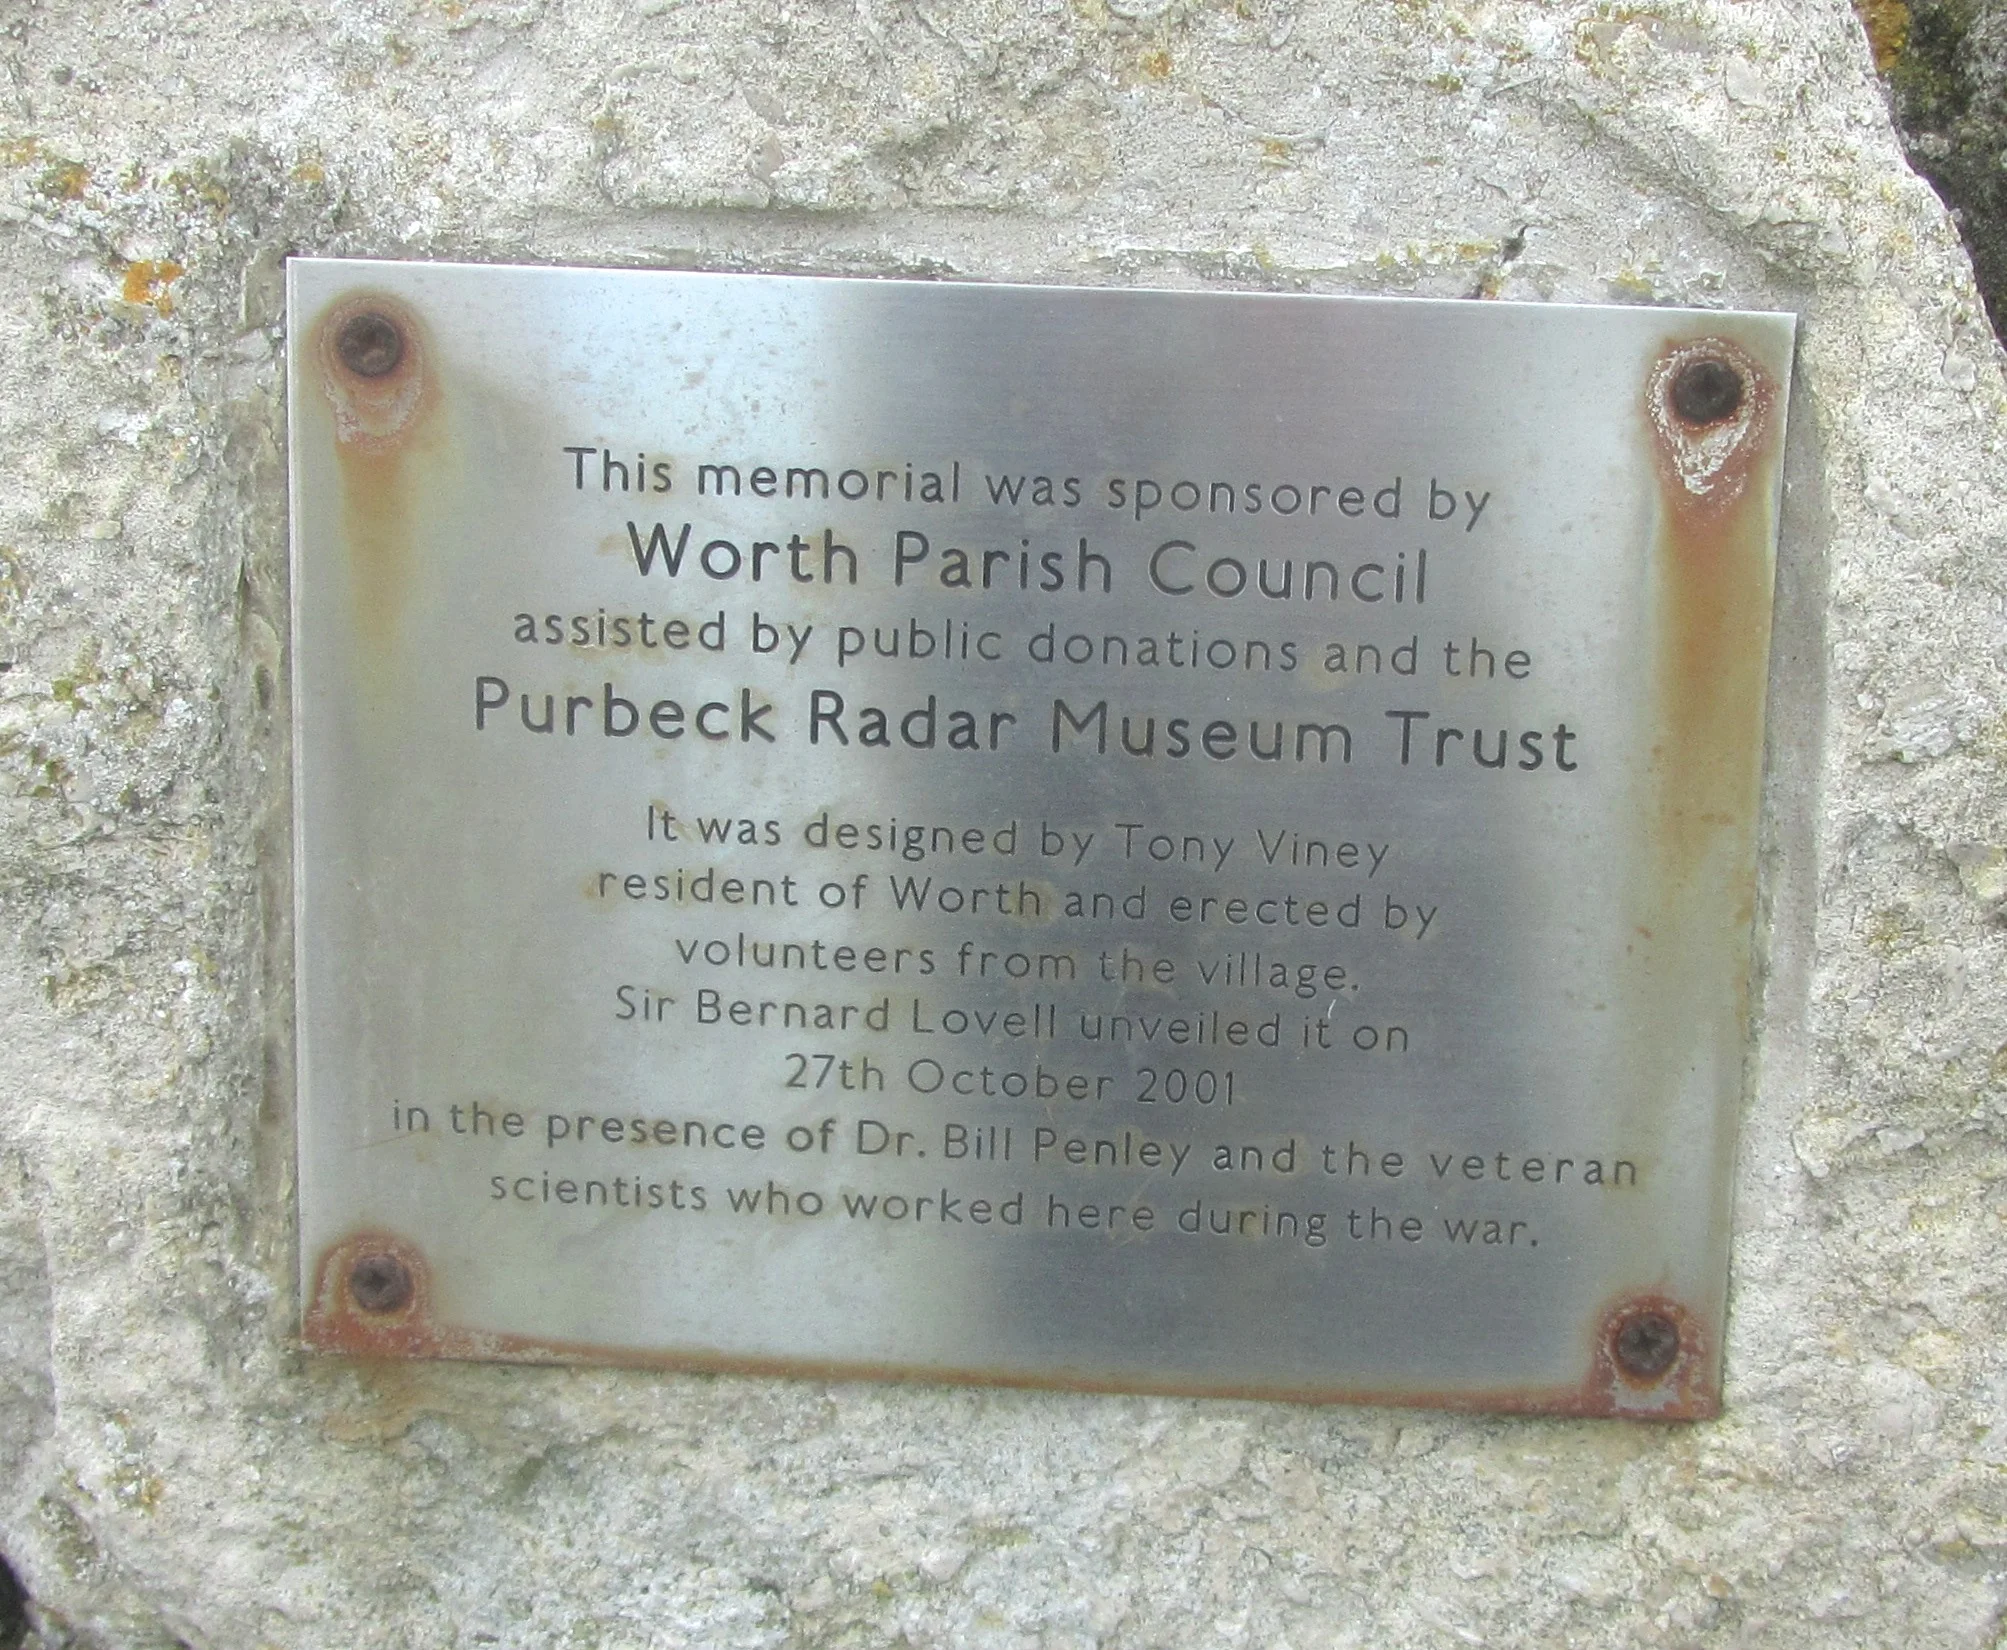 This memorial was sponsored by
Worth Parish Council
assisted by public donations and the
Purbeck Radar Museum Trust
It was designed by Tony Viney
resident of Worth and erected by
volunteers from the village.
Sir Bernard Lovell unveiled it on
27th October 2001
in the presence of Dr. Bill Penley and the veteran
scientists who worked here during the war.